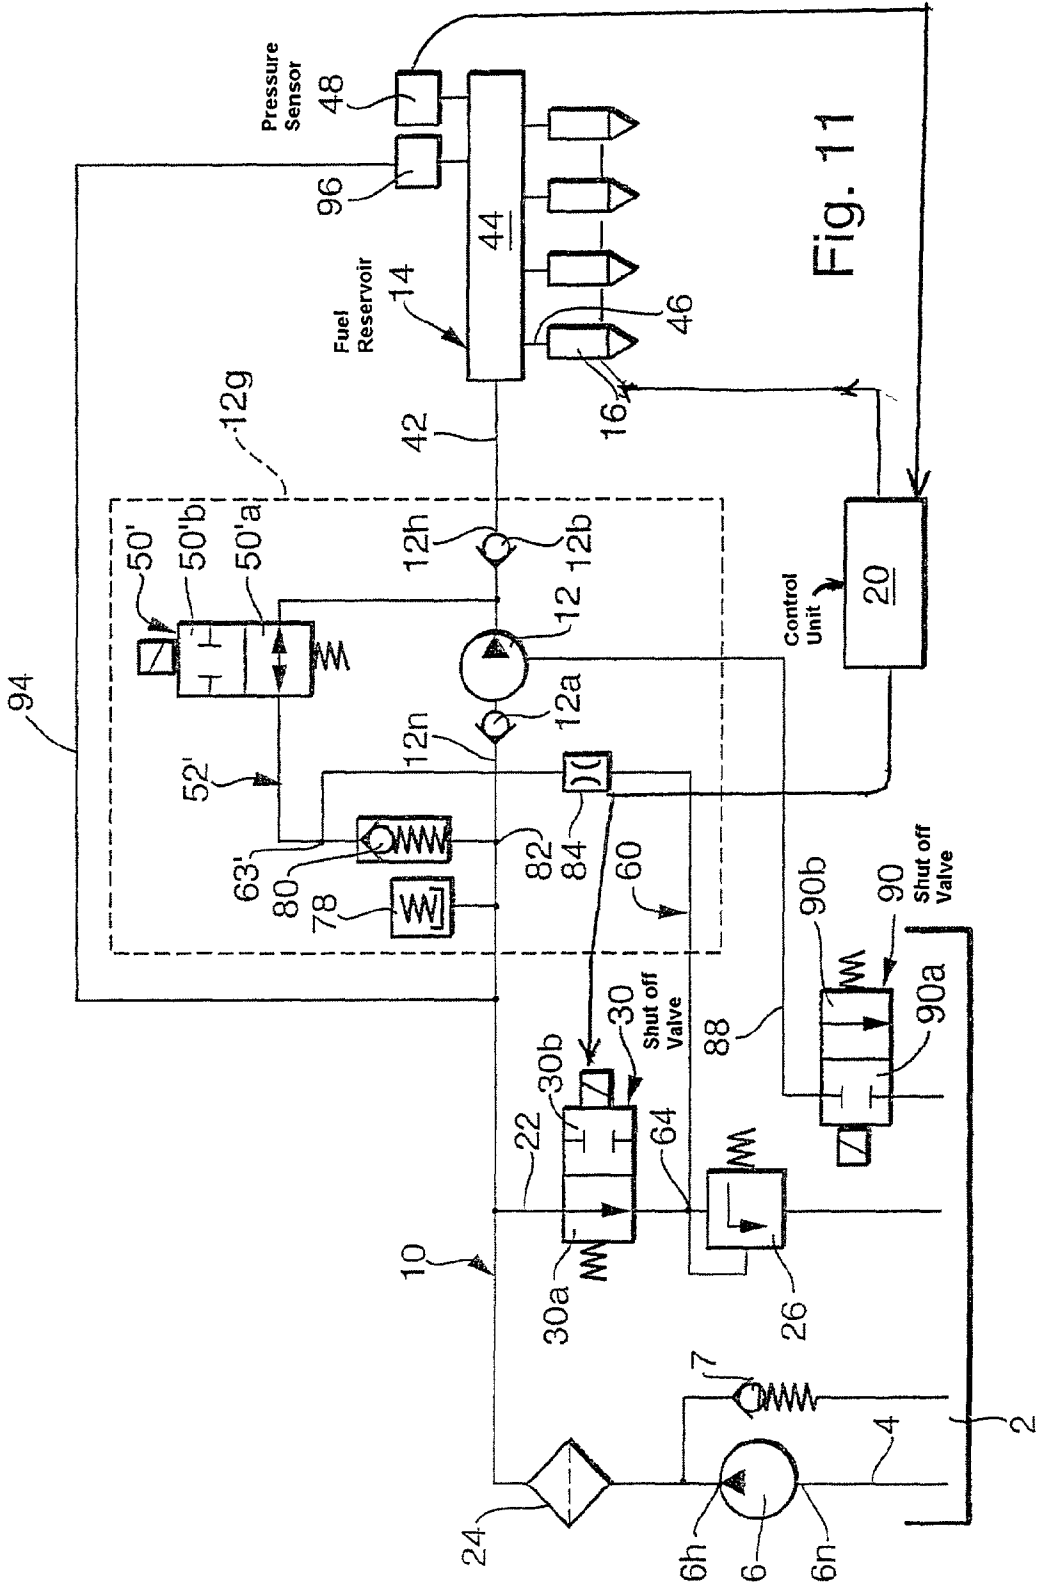 Fig. 11
94
50'
50'b
50'a
12g
52'
63'
80
78
12n
12a
12
12h
12b
42
Fuel
Reservoir
14
44
96
Pressure
Sensor
48
46
16
82
84
60
Control
Unit
20
10
22
30b
30
Shut off
Valve
30a
64
26
88
90b
90
Shut off
Valve
90a
24
7
6h
6
6n
4
2